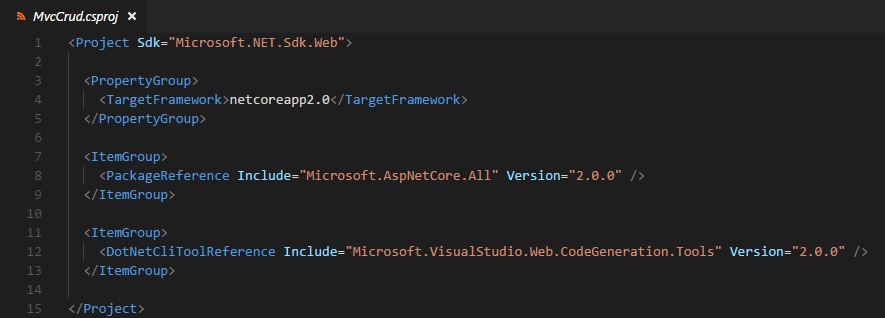 MvcCrud.csproj ×
1 <Project Sdk="Microsoft.NET.Sdk.Web">
2
3 <PropertyGroup>
4 <TargetFramework>netcoreapp2.0</TargetFramework>
5 </PropertyGroup>
6
7 <ItemGroup>
8 <PackageReference Include="Microsoft.AspNetCore.All" Version="2.0.0" />
9 </ItemGroup>
10
11 <ItemGroup>
12 <DotNetCliToolReference Include="Microsoft.VisualStudio.Web.CodeGeneration.Tools" Version="2.0.0" />
13 </ItemGroup>
14
15 </Project>